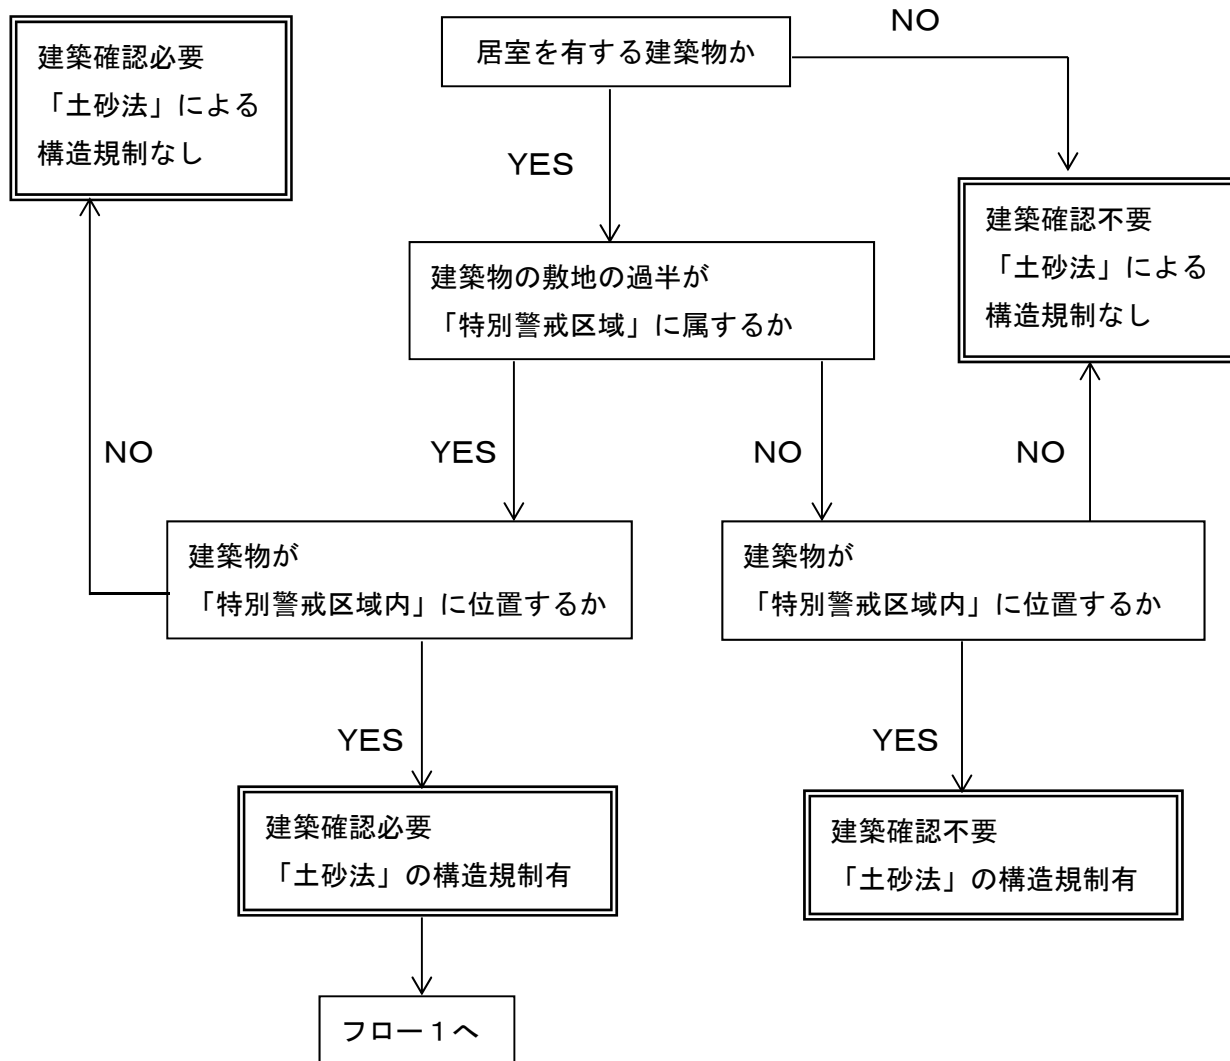 NO
建築確認必要
「土砂法」による
構造規制なし
居室を有する建築物か
YES
建築確認不要
「土砂法」による
構造規制なし
建築物の敷地の過半が
「特別警戒区域」に属するか
NO
YES
NO
NO
建築物が
「特別警戒区域内」に位置するか
建築物が
「特別警戒区域内」に位置するか
YES
YES
建築確認必要
「土砂法」の構造規制有
建築確認不要
「土砂法」の構造規制有
フロー１へ